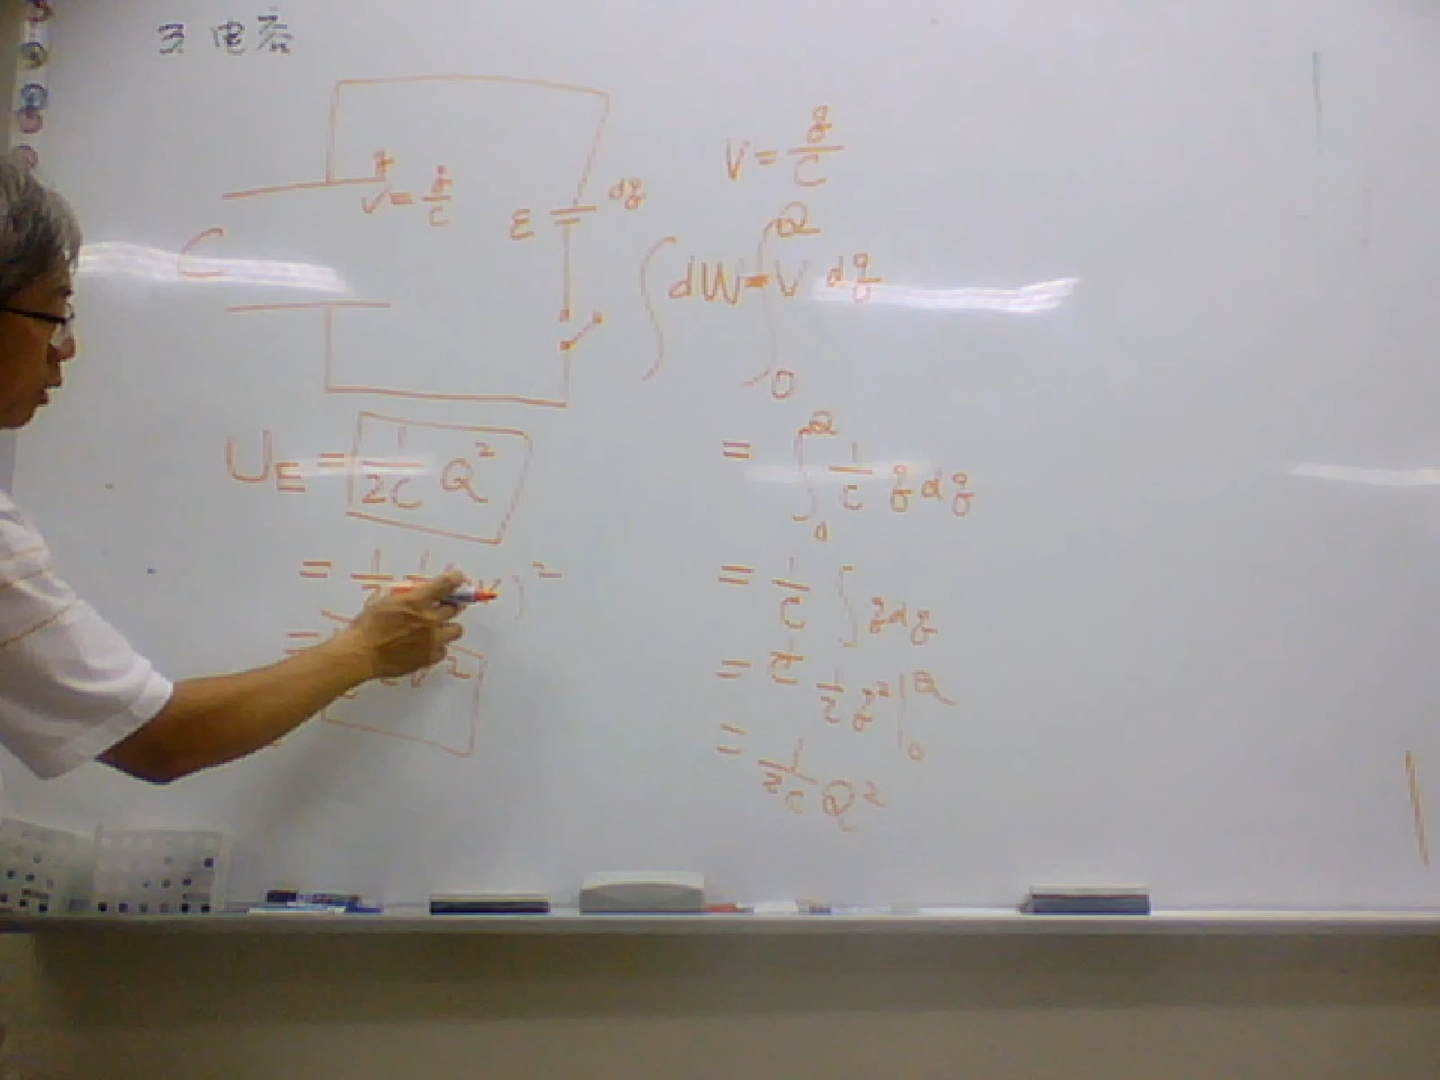 3. 电容
q
V = q/C
C
ε
dq
V = q/C
∫ dW = ∫₀^Q V dq
U_E = 1/2C Q²
= ∫₀^Q 1/C q dq
= 1/C ∫ q dq
= 1/C 1/2 q² |₀^Q
= 1/2C Q²